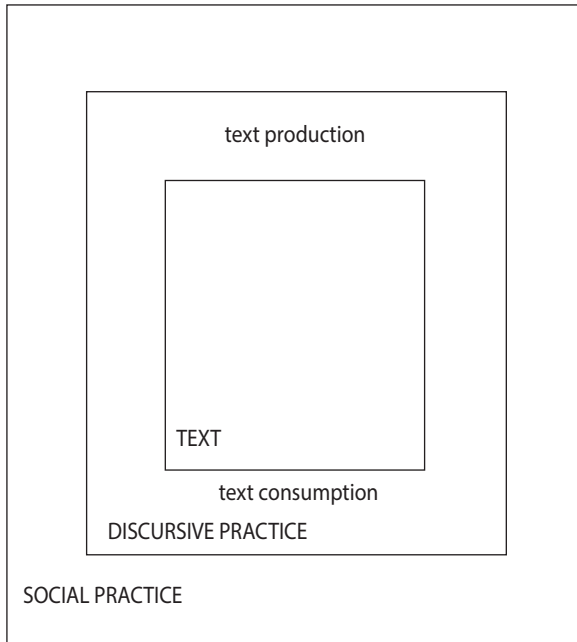 text production
TEXT
text consumption
DISCURSIVE PRACTICE
SOCIAL PRACTICE